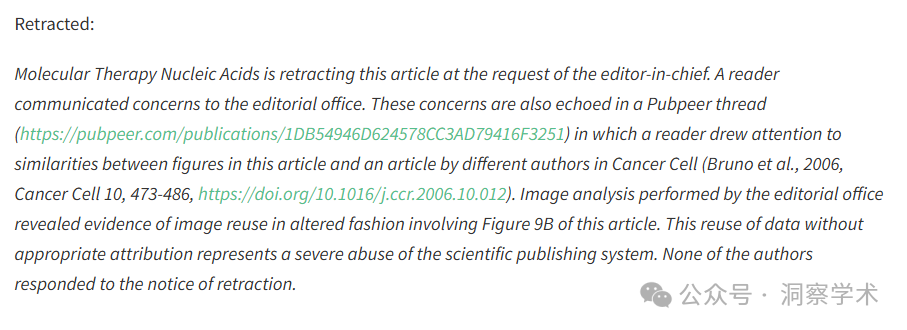 Retracted:
Molecular Therapy Nucleic Acids is retracting this article at the request of the editor-in-chief. A reader
communicated concerns to the editorial office. These concerns are also echoed in a Pubpeer thread
(https://pubpeer.com/publications/1DB54946D624578CC3AD79416F3251) in which a reader drew attention to
similarities between figures in this article and an article by different authors in Cancer Cell (Bruno et al., 2006,
Cancer Cell 10, 473-486, https://doi.org/10.1016/j.ccr.2006.10.012). Image analysis performed by the editorial office
revealed evidence of image reuse in altered fashion involving Figure 9B of this article. This reuse of data without
appropriate attribution represents a severe abuse of the scientific publishing system. None of the authors
responded to the notice of retraction.
公众号 · 洞察学术